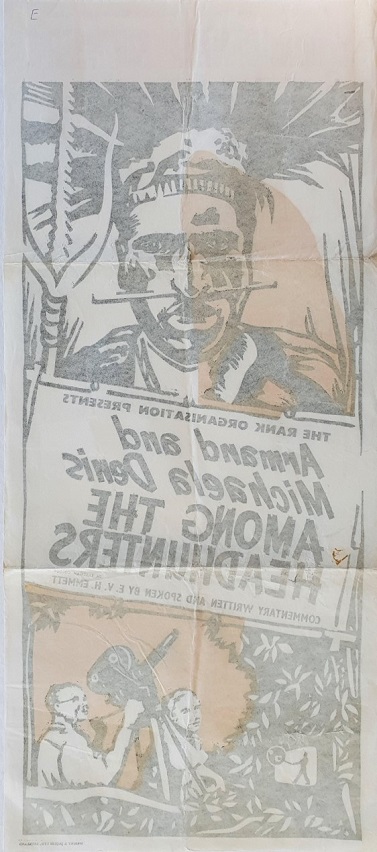 E
THE RANK ORGANISATION PRESENTS
Armand and
Michaela Denis
AMONG THE
HEADHUNTERS
COMMENTARY WRITTEN AND SPOKEN BY E. V. H. EMMETT